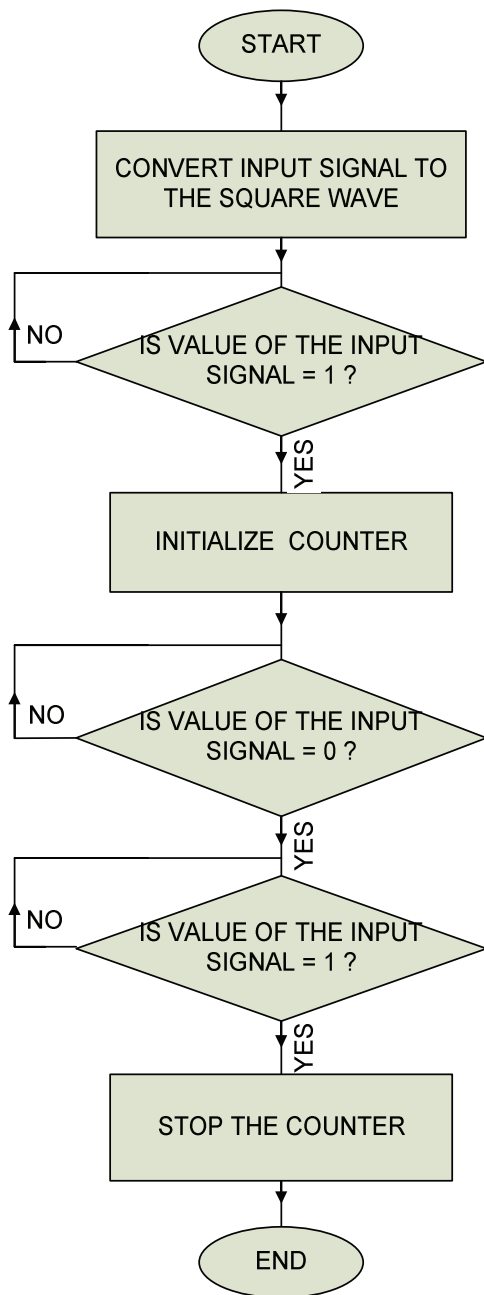 START
CONVERT INPUT SIGNAL TO
THE SQUARE WAVE
NO
IS VALUE OF THE INPUT
SIGNAL = 1 ?
YES
INITIALIZE COUNTER
NO
IS VALUE OF THE INPUT
SIGNAL = 0 ?
YES
NO
IS VALUE OF THE INPUT
SIGNAL = 1 ?
YES
STOP THE COUNTER
END